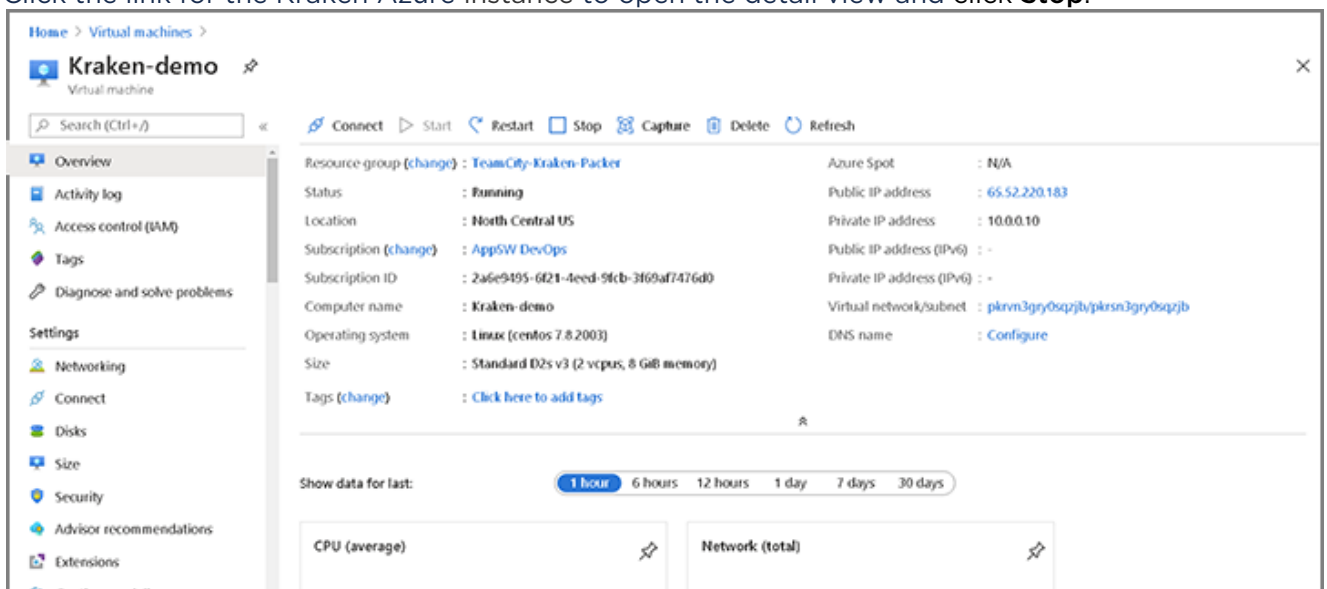 Click the link for the Kraken Azure instance to open the detail view and click Stop.
Home > Virtual machines >
Kraken-demo
Virtual machine
Search (Ctrl+/)
Connect Start Restart Stop Capture Delete Refresh
Overview
Activity log
Access control (IAM)
Tags
Diagnose and solve problems
Settings
Networking
Connect
Disks
Size
Security
Advisor recommendations
Extensions
Resource group (change) : TeamCity-Kraken-Packer
Status : Running
Location : North Central US
Subscription (change) : AppSW DevOps
Subscription ID : 2a6e9495-6f21-4eed-9fcb-3f69af7476d0
Computer name : Kraken-demo
Operating system : Linux (centos 7.8.2003)
Size : Standard D2s v3 (2 vcpus, 8 GiB memory)
Tags (change) : Click here to add tags
Azure Spot : N/A
Public IP address : 65.52.220.183
Private IP address : 10.0.0.10
Public IP address (IPv6) : -
Private IP address (IPv6) : -
Virtual network/subnet : pkrvn3gry0sqzjb/pkrsn3gry0sqzjb
DNS name : Configure
Show data for last: 1 hour 6 hours 12 hours 1 day 7 days 30 days
CPU (average)
Network (total)